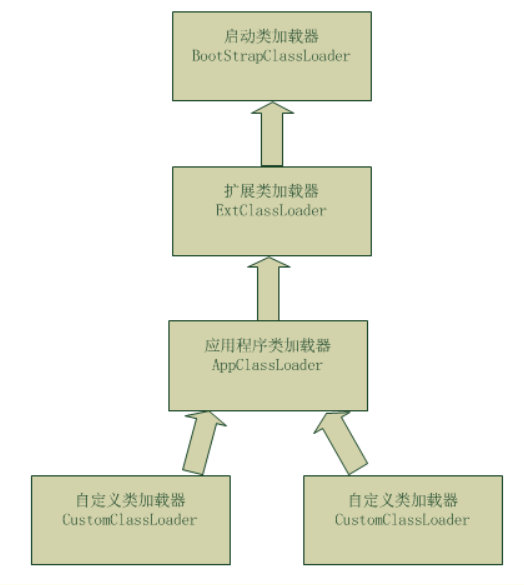 启动类加载器
BootStrapClassLoader
扩展类加载器
ExtClassLoader
应用程序类加载器
AppClassLoader
自定义类加载器
CustomClassLoader
自定义类加载器
CustomClassLoader